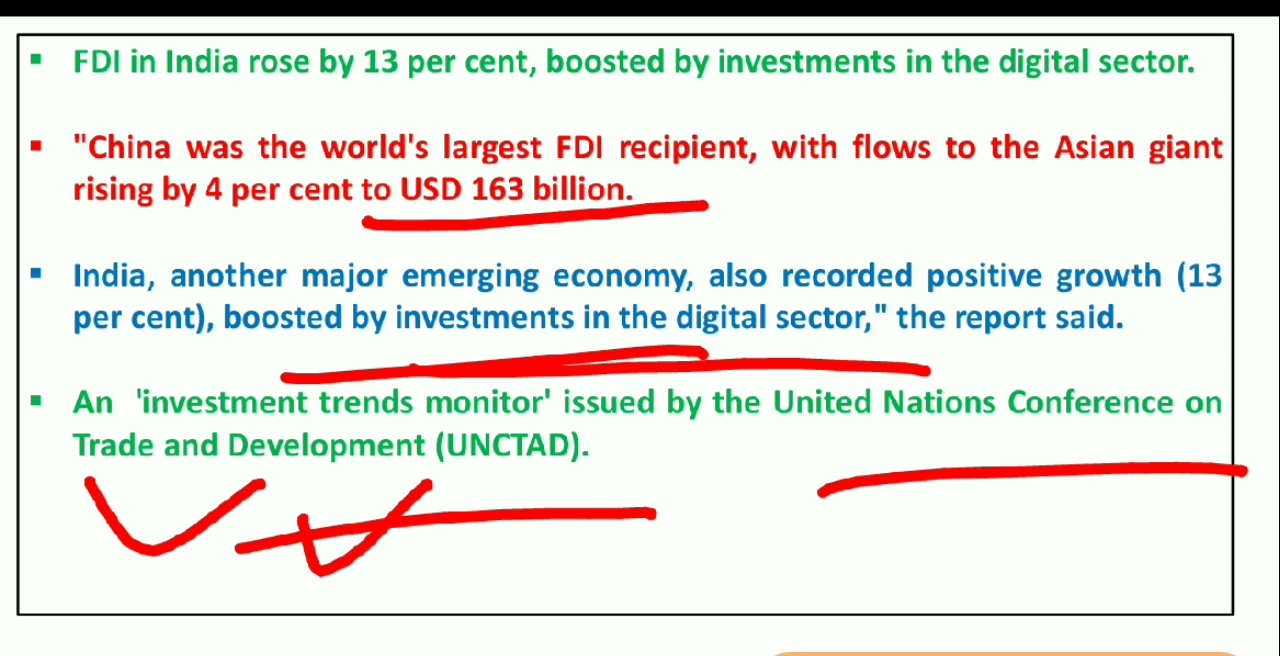 ▪ FDI in India rose by 13 per cent, boosted by investments in the digital sector.
▪ "China was the world's largest FDI recipient, with flows to the Asian giant
rising by 4 per cent to USD 163 billion.
▪ India, another major emerging economy, also recorded positive growth (13
per cent), boosted by investments in the digital sector," the report said.
▪ An 'investment trends monitor' issued by the United Nations Conference on
Trade and Development (UNCTAD).